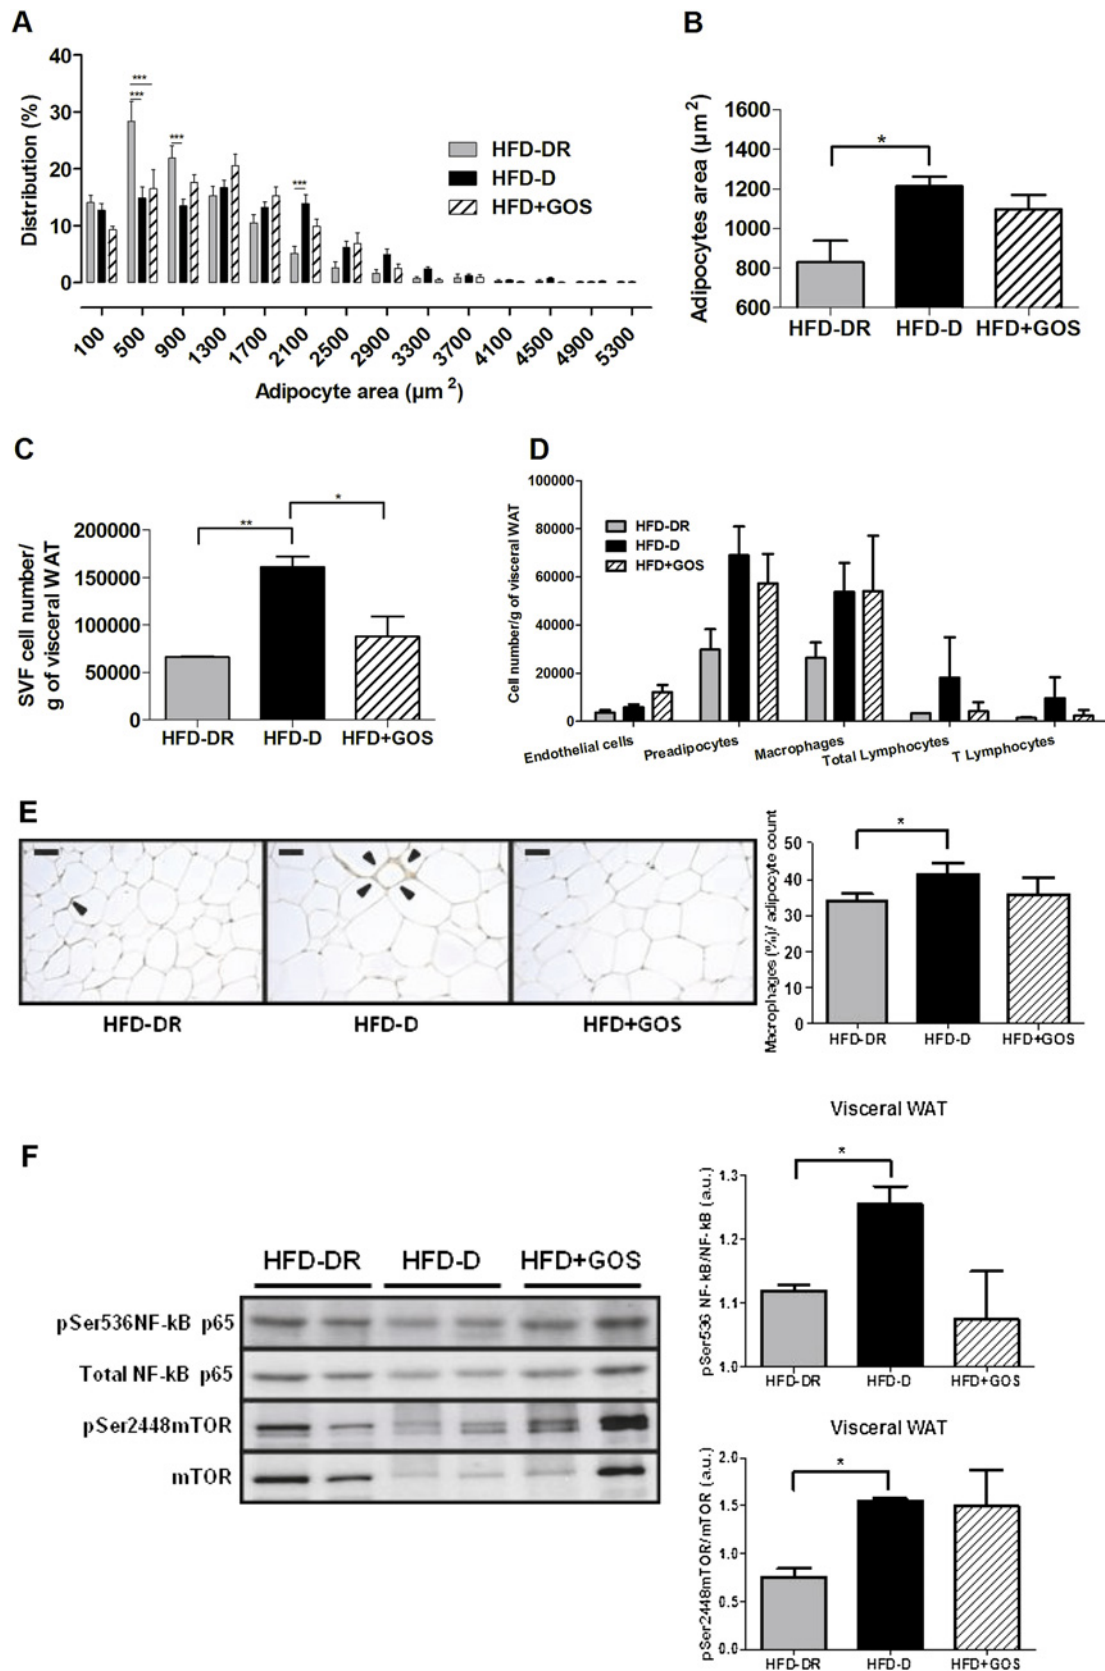 A
40
30
20
10
0
Distribution (%)
***
***
***
***
HFD-DR
HFD-D
HFD+GOS
100 500 900 1300 1700 2100 2500 2900 3300 3700 4100 4500 4900 5300
Adipocyte area (µm²)
B
1600
1400
1200
1000
800
600
Adipocytes area (µm²)
*
HFD-DR HFD-D HFD+GOS
C
200000
150000
100000
50000
0
SVF cell number/
g of visceral WAT
**
*
HFD-DR HFD-D HFD+GOS
D
100000
80000
60000
40000
20000
0
Cell number/g of visceral WAT
HFD-DR
HFD-D
HFD+GOS
Endothelial cells Preadipocytes Macrophages Total Lymphocytes T Lymphocytes
E
HFD-DR HFD-D HFD+GOS
50
40
30
20
10
0
Macrophages (%)/ adipocyte count
*
HFD-DR HFD-D HFD+GOS
F
HFD-DR HFD-D HFD+GOS
pSer536NF-kB p65
Total NF-kB p65
pSer2448mTOR
mTOR
Visceral WAT
1.3
1.2
1.1
1.0
pSer536 NF-kB/NF-kB (a.u.)
*
HFD-DR HFD-D HFD+GOS
Visceral WAT
2.0
1.5
1.0
0.5
0.0
pSer2448mTOR/mTOR (a.u.)
*
HFD-DR HFD-D HFD+GOS